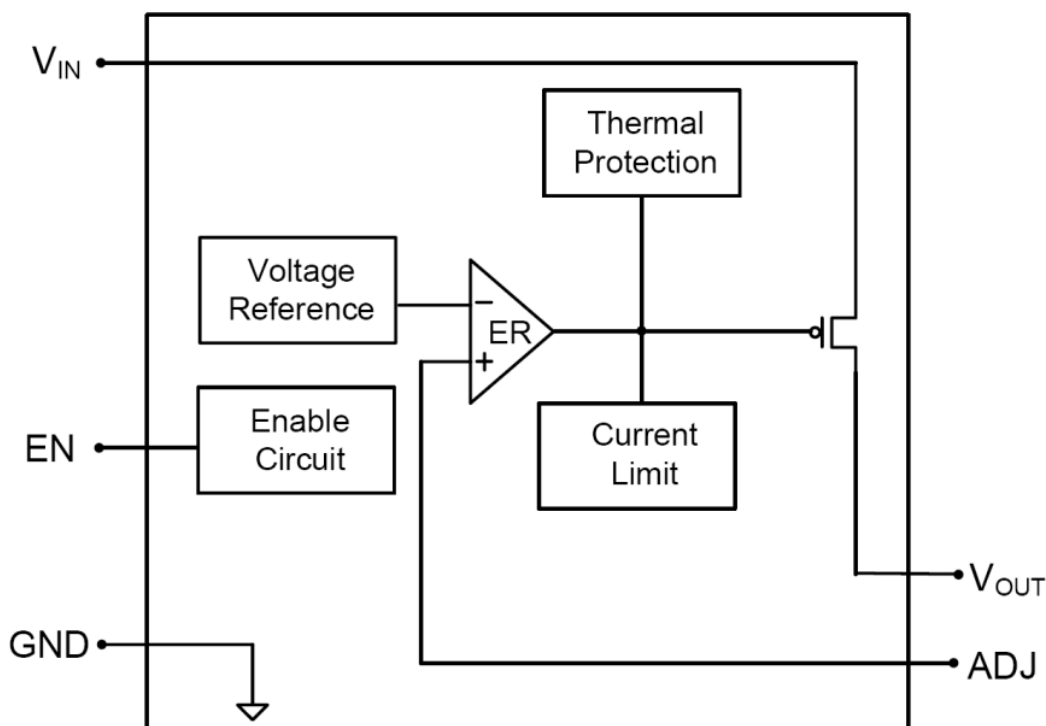 V_IN
Thermal
Protection
Voltage
Reference
−
ER
+
EN
Enable
Circuit
Current
Limit
V_OUT
GND
ADJ